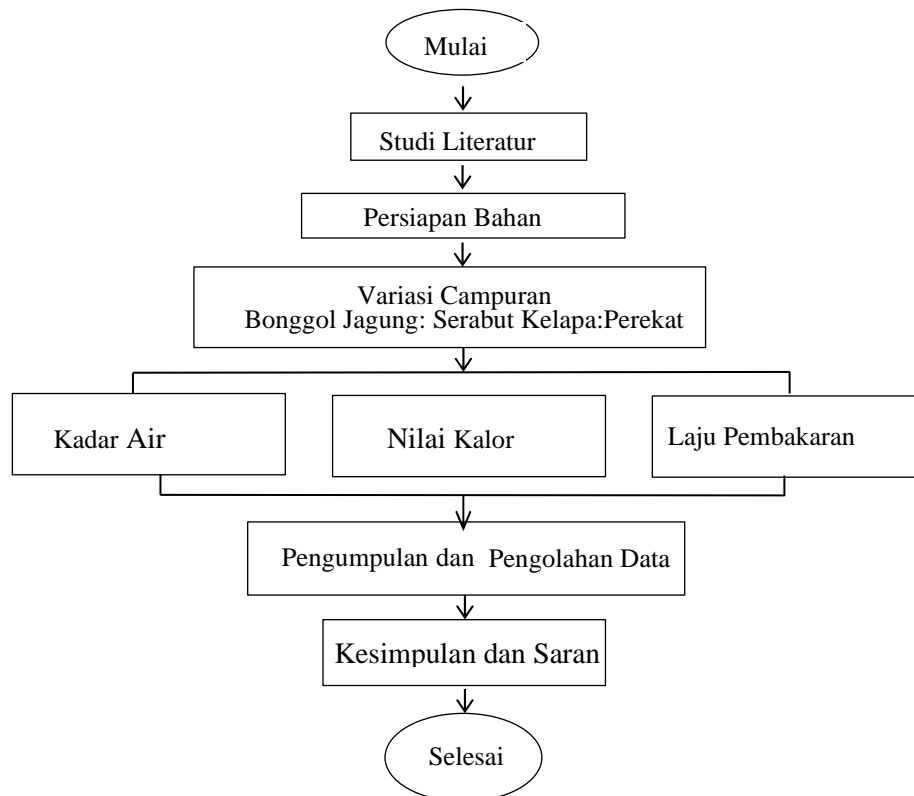 Mulai
Studi Literatur
Persiapan Bahan
Variasi Campuran
Bonggol Jagung: Serabut Kelapa:Perekat
Kadar Air
Nilai Kalor
Laju Pembakaran
Pengumpulan dan Pengolahan Data
Kesimpulan dan Saran
Selesai